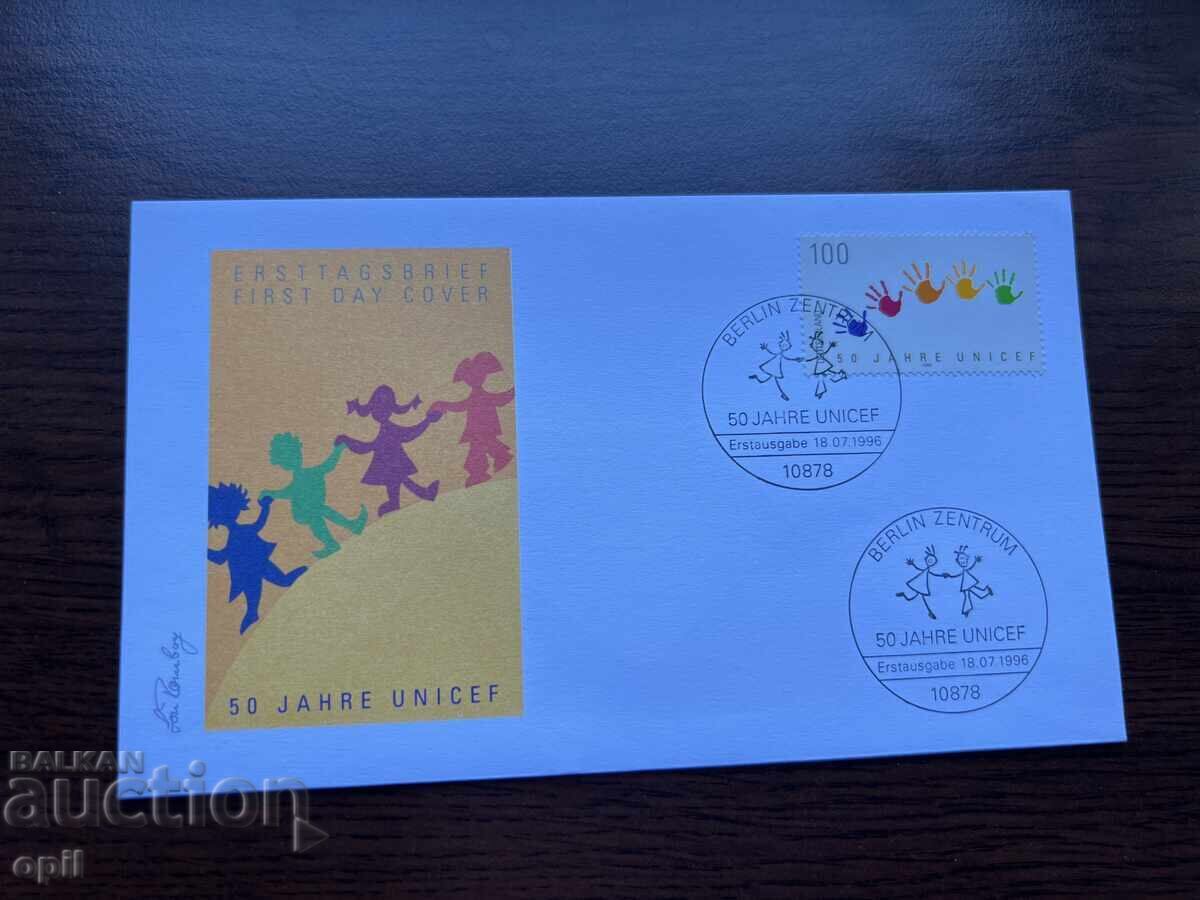 ERSTTAGSBRIEF
FIRST DAY COVER
50 JAHRE UNICEF
100
50 JAHRE UNICEF
BERLIN ZENTRUM
50 JAHRE UNICEF
Erstausgabe 18.07.1996
10878
BERLIN ZENTRUM
50 JAHRE UNICEF
Erstausgabe 18.07.1996
10878
BALKAN
auction
opil